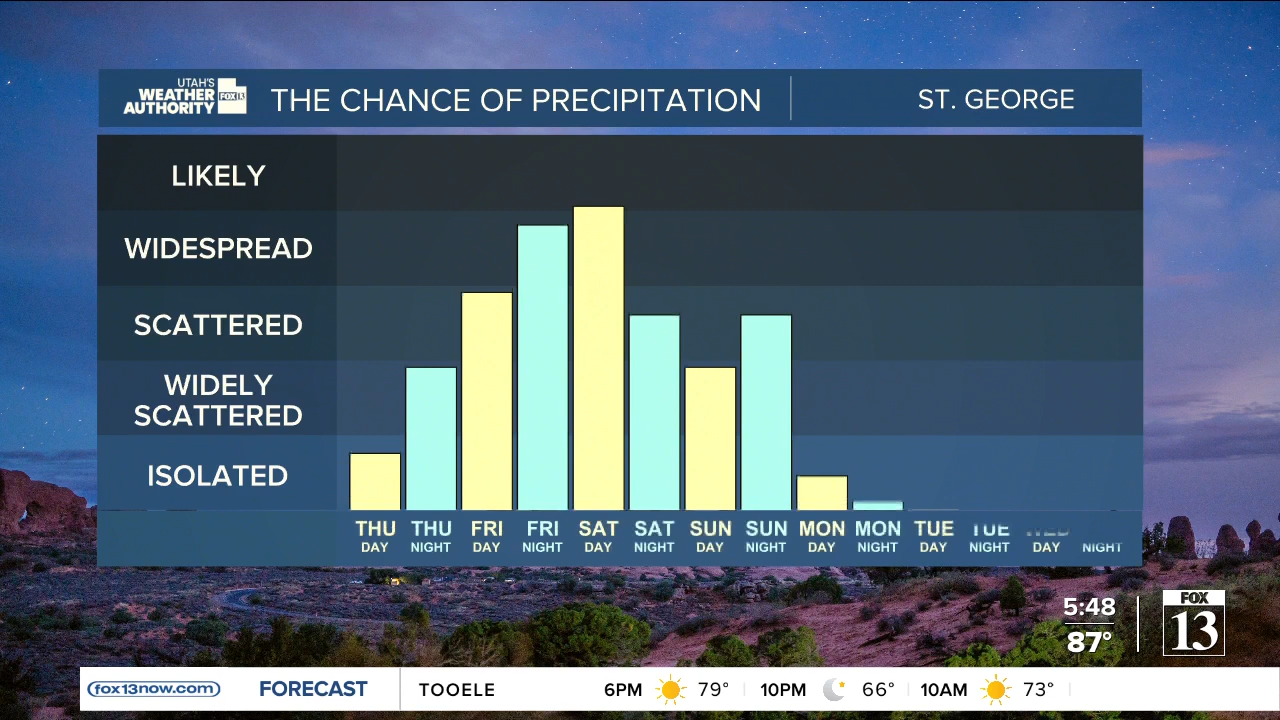 UTAH'S
WEATHER
AUTHORITY
FOX 13
THE CHANCE OF PRECIPITATION
ST. GEORGE
LIKELY
WIDESPREAD
SCATTERED
WIDELY
SCATTERED
ISOLATED
THU THU FRI FRI SAT SAT SUN SUN MON MON TUE TUE
DAY NIGHT DAY NIGHT DAY NIGHT DAY NIGHT DAY NIGHT DAY NIGHT DAY NIGHT
5:48
87°
FOX
13
fox13now.com FORECAST TOOELE 6PM 79° 10PM 66° 10AM 73°